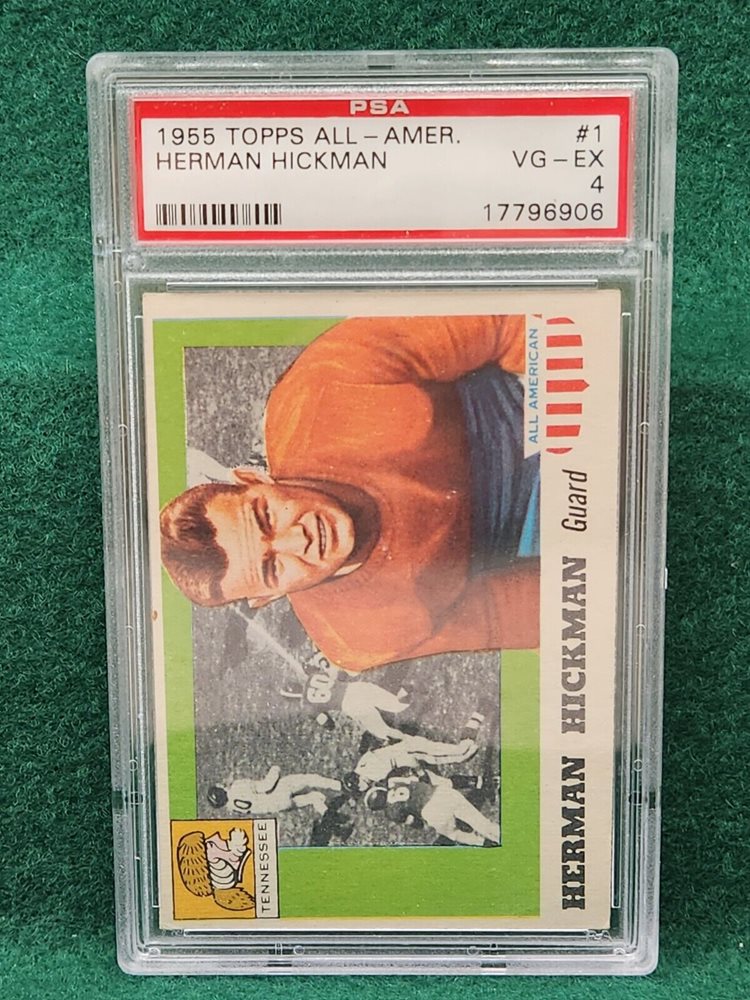 PSA
1955 TOPPS ALL-AMER. #1
HERMAN HICKMAN VG-EX
4
17796906
ALL AMERICAN
HERMAN HICKMAN Guard
TENNESSEE